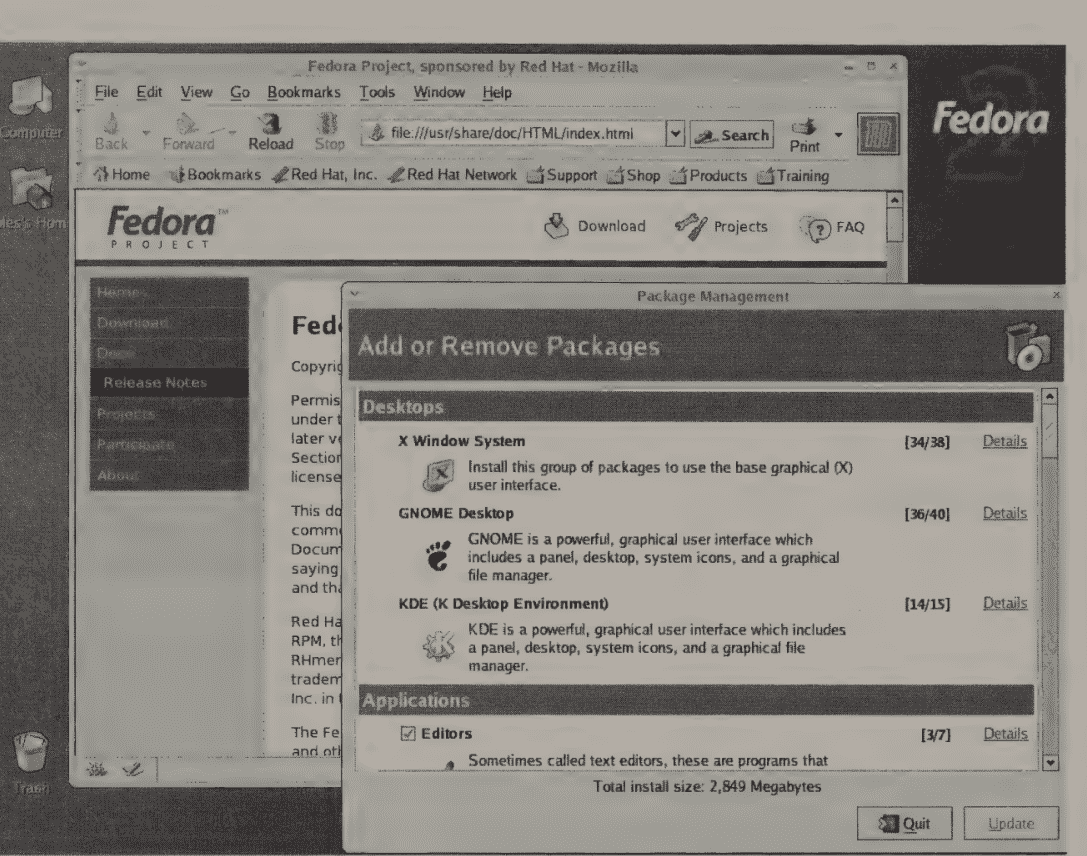 Fedora Project, sponsored by Red Hat - Mozilla
File Edit View Go Bookmarks Tools Window Help
Back Forward Reload Stop file:///usr/share/doc/HTML/index.html Search Print
Home Bookmarks Red Hat, Inc. Red Hat Network Support Shop Products Training
Computer
Fedora
Fedora™
PROJECT
Download Projects FAQ
Home
Download
Docs
Release Notes
Projects
Participate
About
Fed
Copyrig
Permis
under t
later ve
Section
license
This do
comme
Docum
saying
and tha
Red Ha
RPM, th
RHmer
tradem
Inc. in
The Fe
and oth
Trash
Package Management
Add or Remove Packages
Desktops
X Window System [34/38] Details
Install this group of packages to use the base graphical (X)
user interface.
GNOME Desktop [36/40] Details
GNOME is a powerful, graphical user interface which
includes a panel, desktop, system icons, and a graphical
file manager.
KDE (K Desktop Environment) [14/15] Details
KDE is a powerful, graphical user interface which includes
a panel, desktop, system icons, and a graphical file
manager.
Applications
Editors [3/7] Details
Sometimes called text editors, these are programs that
Total install size: 2,849 Megabytes
Quit Update